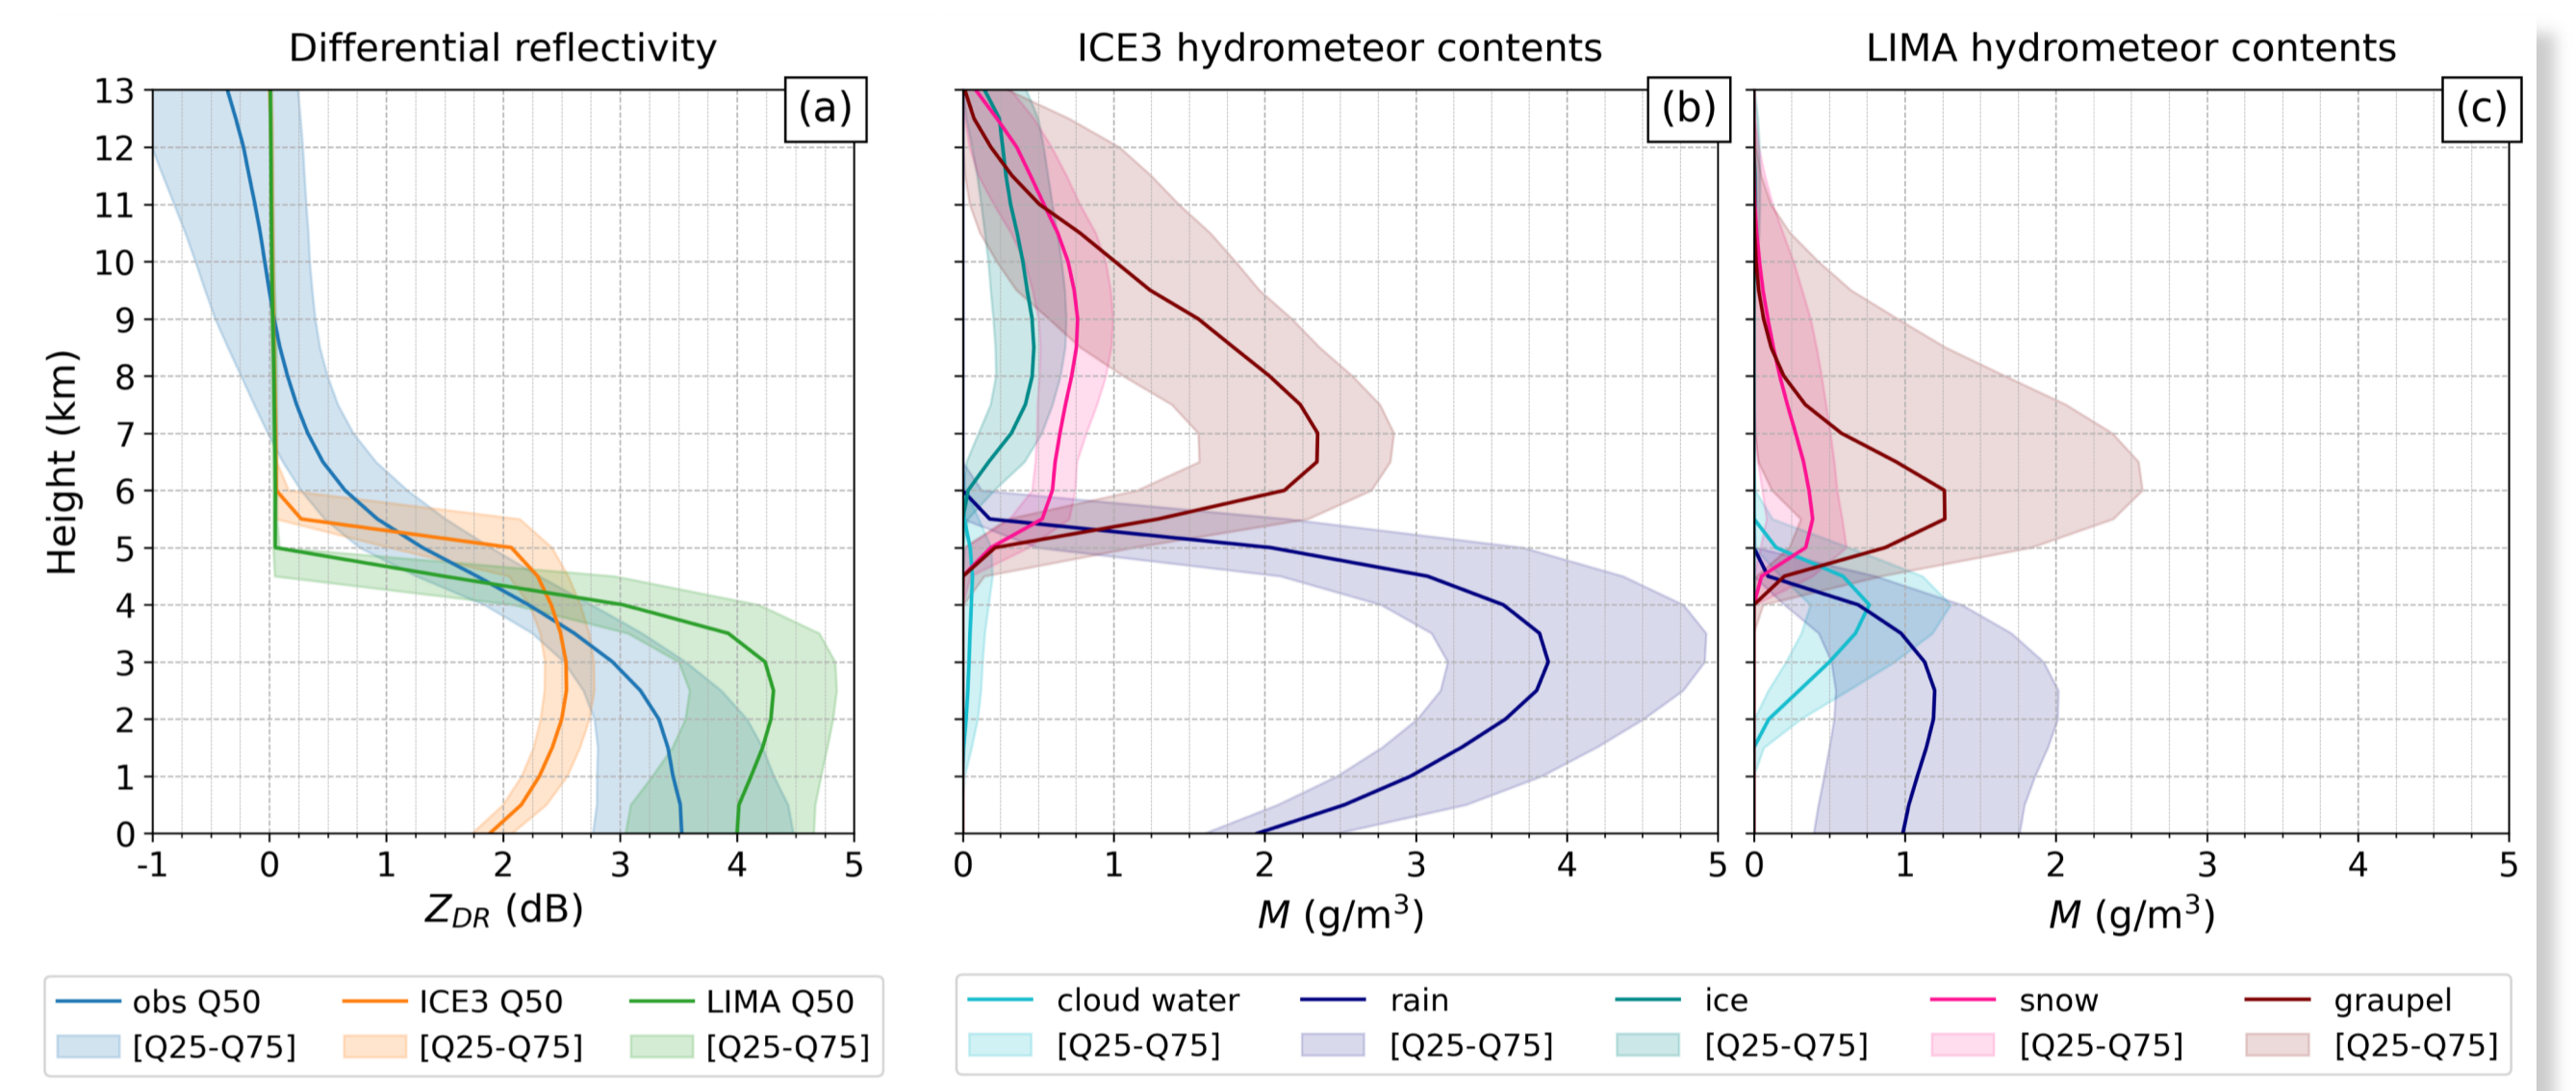 Differential reflectivity
ICE3 hydrometeor contents
LIMA hydrometeor contents
(a)
(b)
(c)
13
12
11
10
9
8
7
6
5
4
3
2
1
0
Height (km)
-1 0 1 2 3 4 5
0 1 2 3 4 5
0 1 2 3 4 5
Z_DR (dB)
M (g/m³)
M (g/m³)
obs Q50 ICE3 Q50 LIMA Q50
[Q25-Q75] [Q25-Q75] [Q25-Q75]
cloud water rain ice snow graupel
[Q25-Q75] [Q25-Q75] [Q25-Q75] [Q25-Q75] [Q25-Q75]